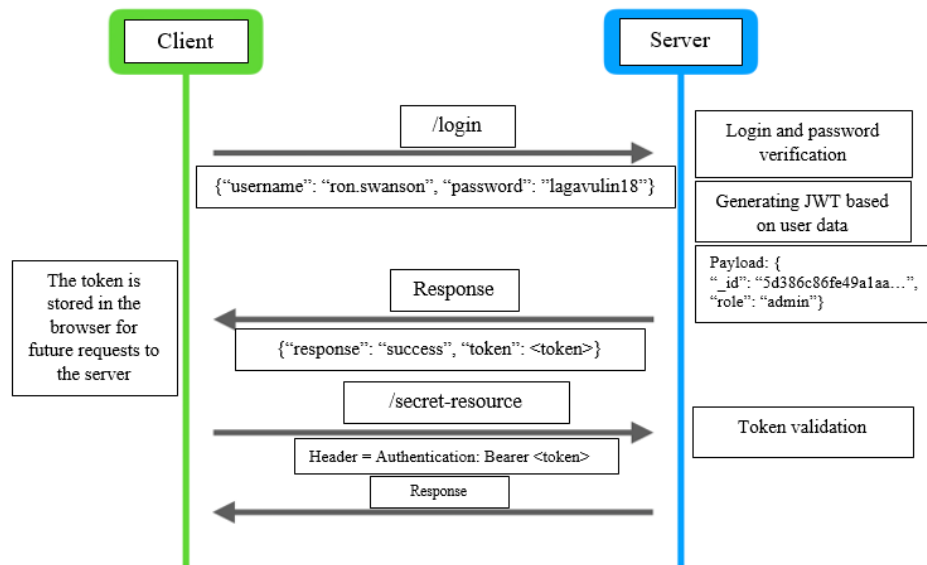 Client
Server
/login
{“username”: “ron.swanson”, “password”: ”lagavulin18”}
Login and password
verification
Generating JWT based
on user data
Payload: {
“_id”: “5d386c86fe49a1aa…”,
“role”: “admin”}
The token is
stored in the
browser for
future requests to
the server
Response
{“response”: “success”, “token”: <token>}
/secret-resource
Header = Authentication: Bearer <token>
Token validation
Response